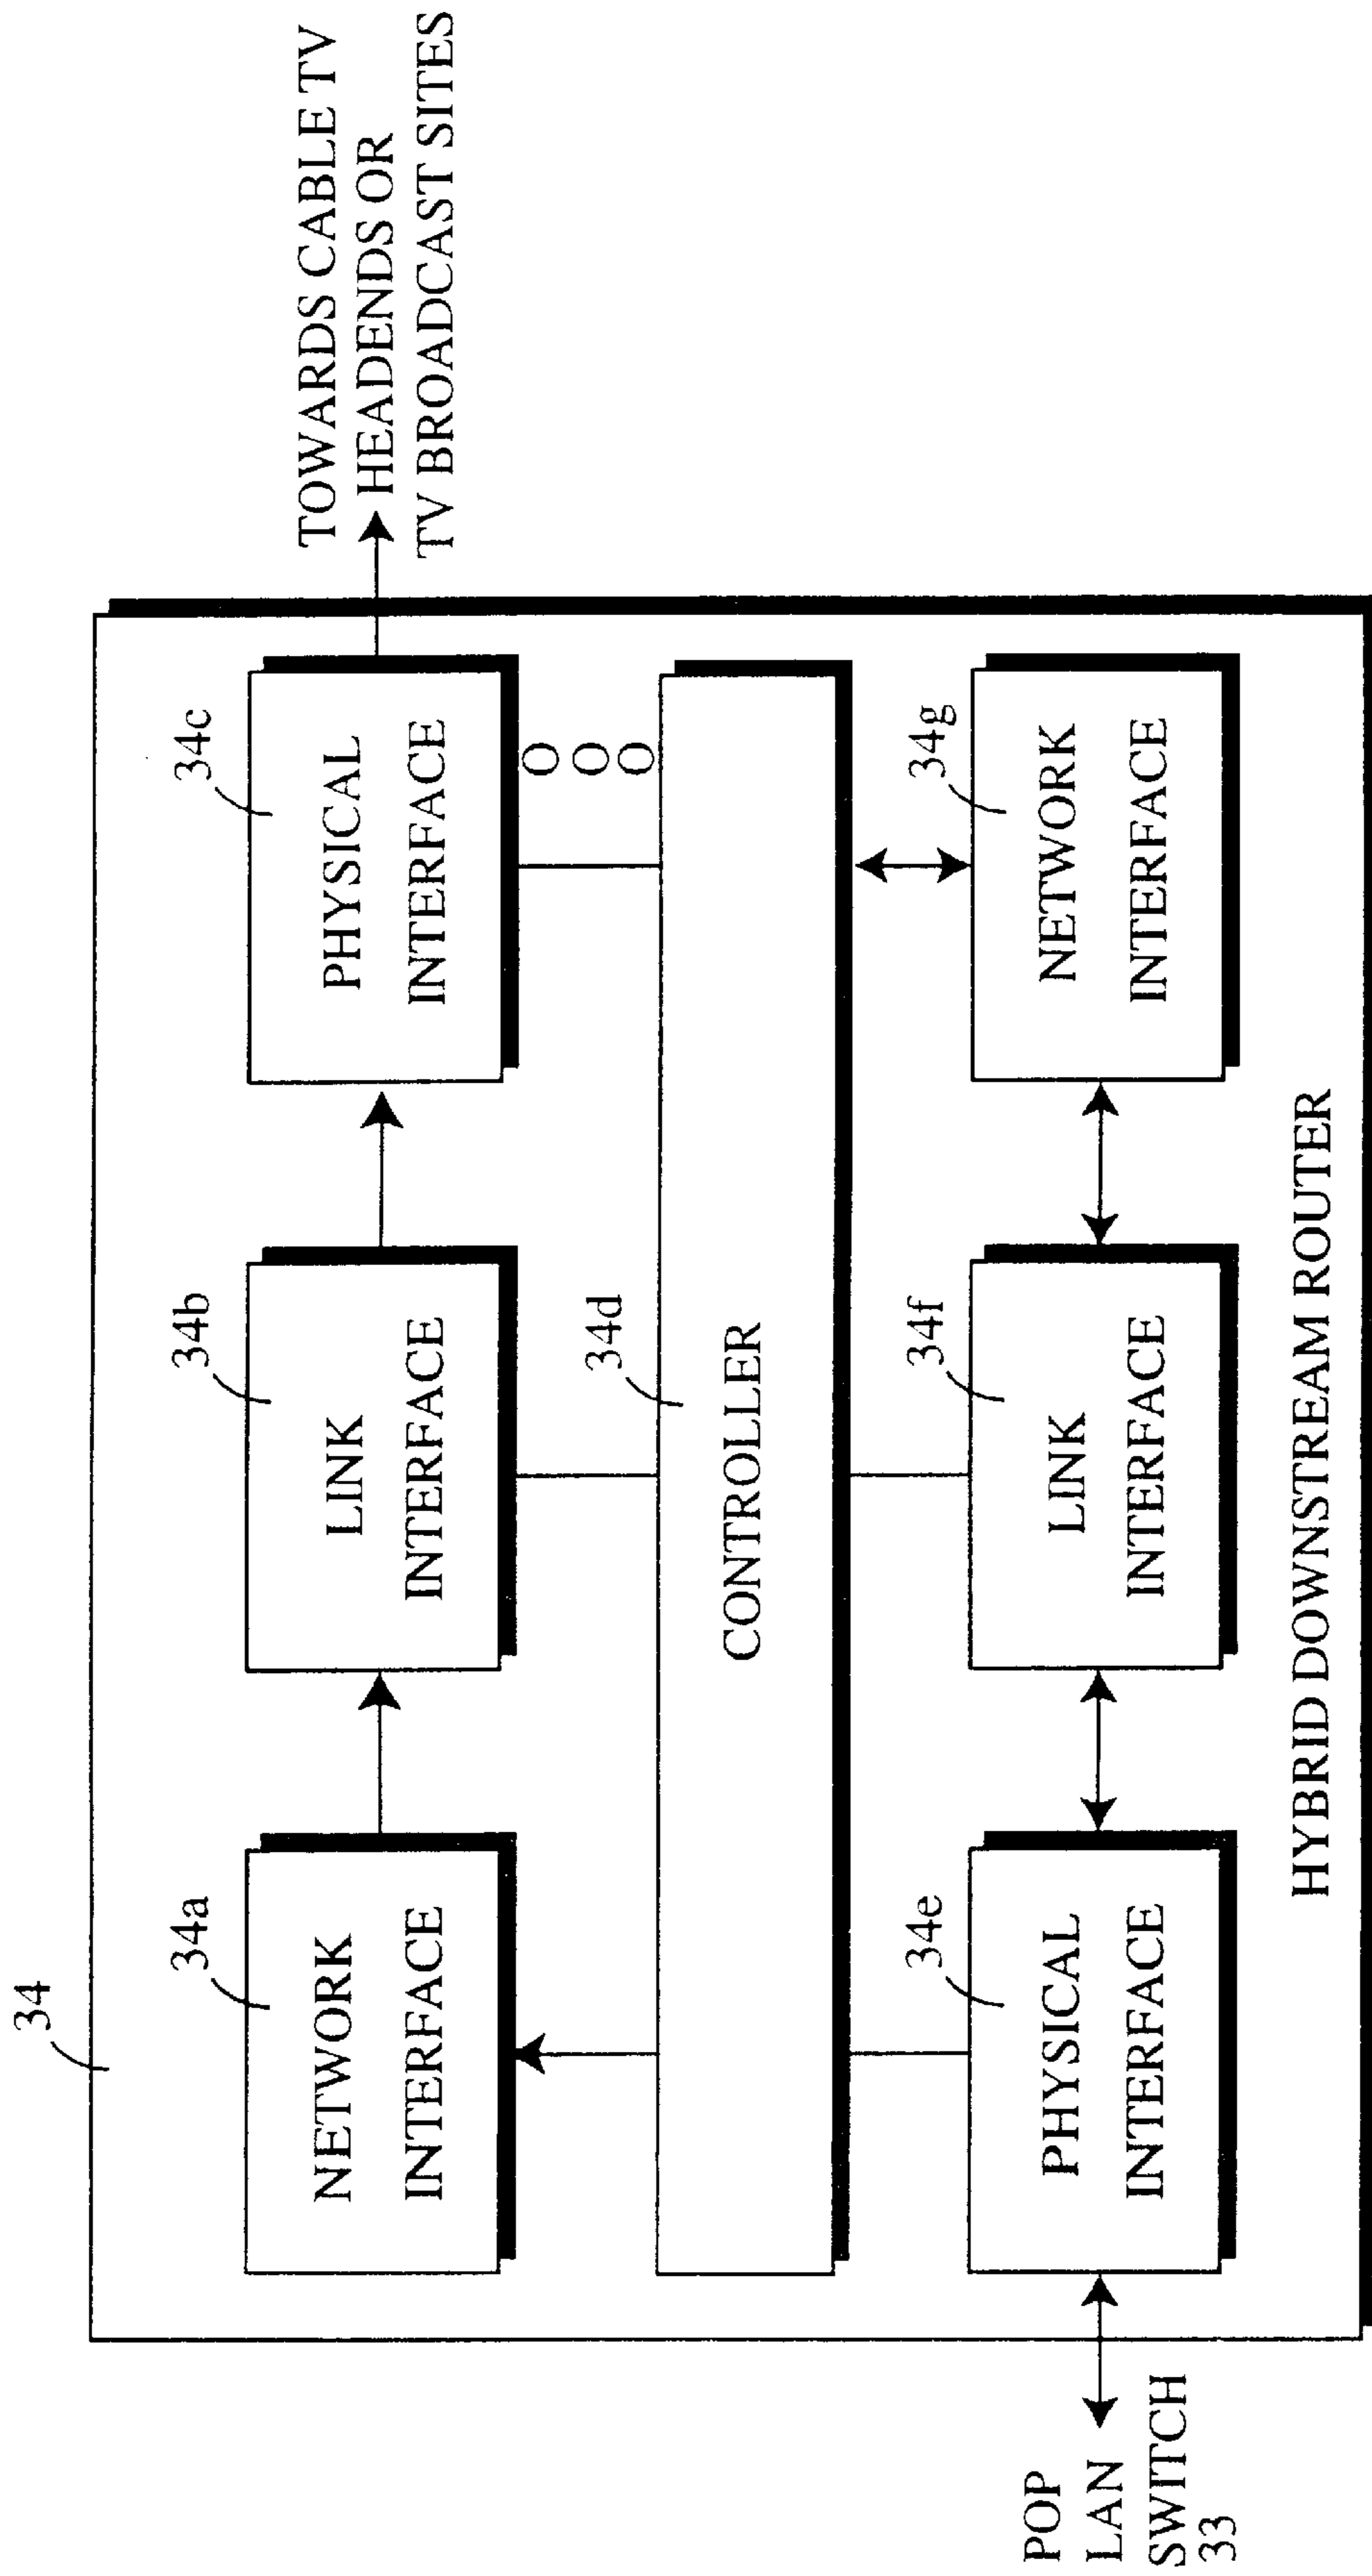 34
34a
NETWORK
INTERFACE
34b
LINK
INTERFACE
34c
PHYSICAL
INTERFACE
TOWARDS CABLE TV
HEADENDS OR
TV BROADCAST SITES
34d
CONTROLLER
34e
PHYSICAL
INTERFACE
34f
LINK
INTERFACE
34g
NETWORK
INTERFACE
POP
LAN
SWITCH
33
HYBRID DOWNSTREAM ROUTER